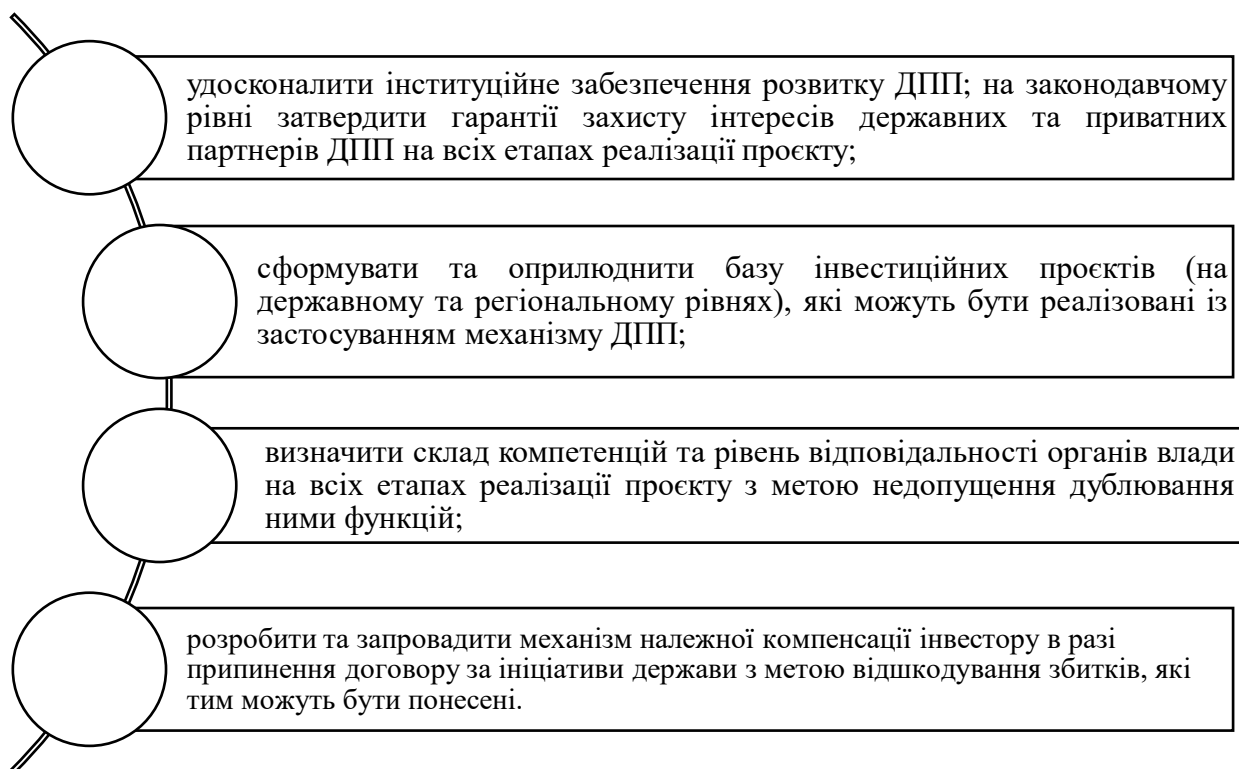 удосконалити інституційне забезпечення розвитку ДПП; на законодавчому
рівні затвердити гарантії захисту інтересів державних та приватних
партнерів ДПП на всіх етапах реалізації проєкту;
сформувати та оприлюднити базу інвестиційних проєктів (на
державному та регіональному рівнях), які можуть бути реалізовані із
застосуванням механізму ДПП;
визначити склад компетенцій та рівень відповідальності органів влади
на всіх етапах реалізації проєкту з метою недопущення дублювання
ними функцій;
розробити та запровадити механізм належної компенсації інвестору в разі
припинення договору за ініціативи держави з метою відшкодування збитків, які
тим можуть бути понесені.